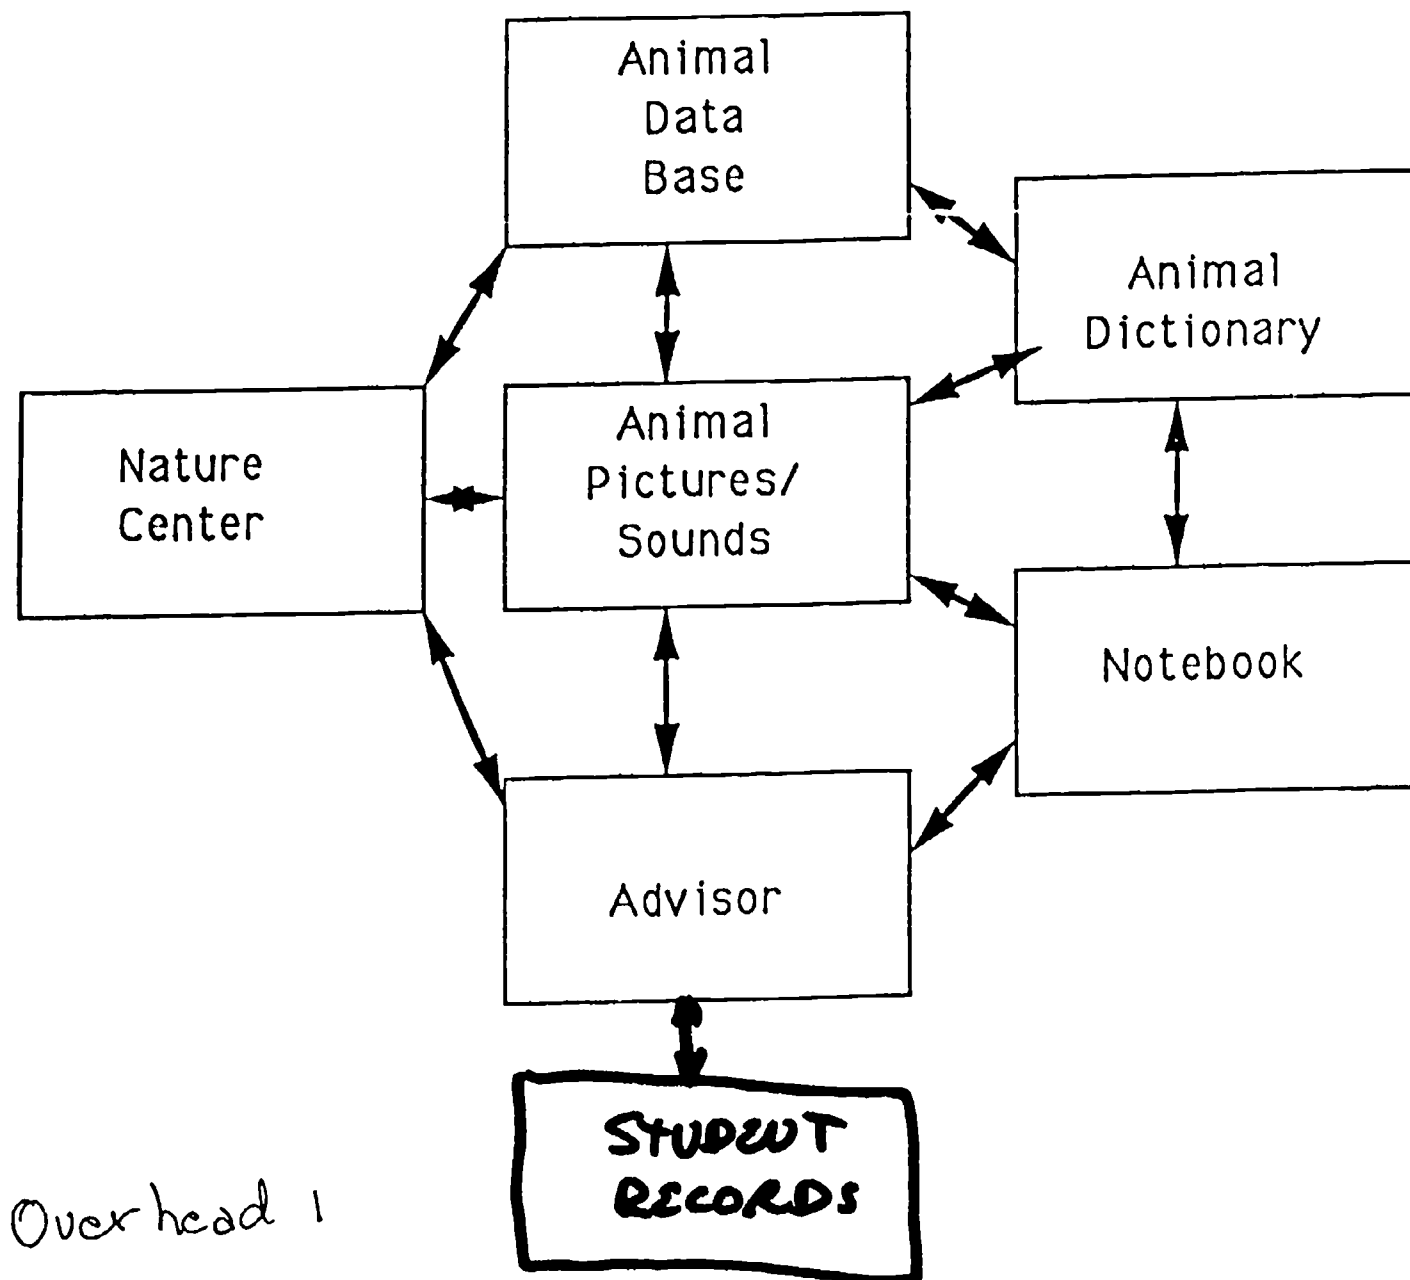 Animal
Data
Base
Animal
Dictionary
Nature
Center
Animal
Pictures/
Sounds
Notebook
Advisor
STUDENT
RECORDS
Overhead 1